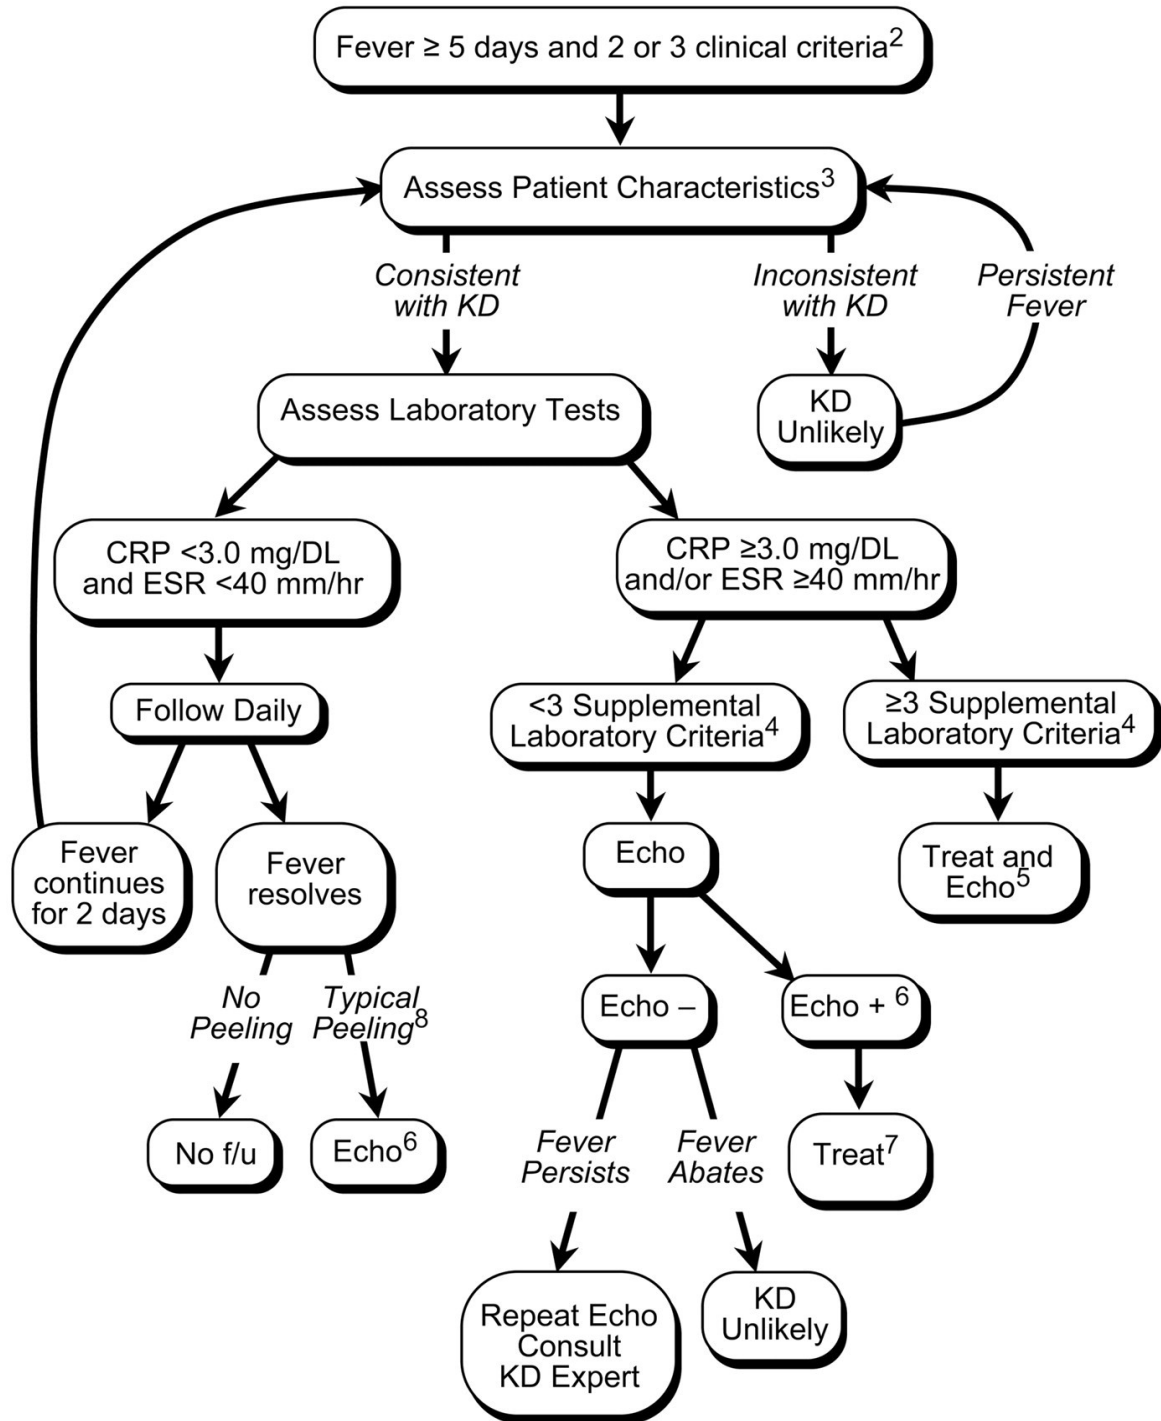 Fever ≥ 5 days and 2 or 3 clinical criteria2
Assess Patient Characteristics3
Consistent
with KD
Inconsistent
with KD
Persistent
Fever
Assess Laboratory Tests
KD
Unlikely
CRP <3.0 mg/DL
and ESR <40 mm/hr
CRP ≥3.0 mg/DL
and/or ESR ≥40 mm/hr
Follow Daily
<3 Supplemental
Laboratory Criteria4
≥3 Supplemental
Laboratory Criteria4
Fever
continues
for 2 days
Fever
resolves
Echo
Treat and
Echo5
No
Peeling
Typical
Peeling8
Echo –
Echo + 6
No f/u
Echo6
Fever
Persists
Fever
Abates
Treat7
Repeat Echo
Consult
KD Expert
KD
Unlikely